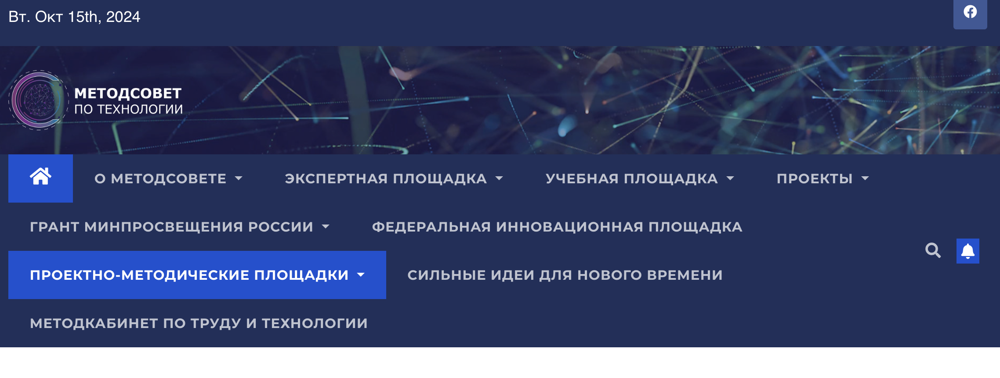 Вт. Окт 15th, 2024
МЕТОДСОВЕТ
ПО ТЕХНОЛОГИИ
О МЕТОДСОВЕТЕ ЭКСПЕРТНАЯ ПЛОЩАДКА УЧЕБНАЯ ПЛОЩАДКА ПРОЕКТЫ
ГРАНТ МИНПРОСВЕЩЕНИЯ РОССИИ ФЕДЕРАЛЬНАЯ ИННОВАЦИОННАЯ ПЛОЩАДКА
ПРОЕКТНО-МЕТОДИЧЕСКИЕ ПЛОЩАДКИ СИЛЬНЫЕ ИДЕИ ДЛЯ НОВОГО ВРЕМЕНИ
МЕТОДКАБИНЕТ ПО ТРУДУ И ТЕХНОЛОГИИ